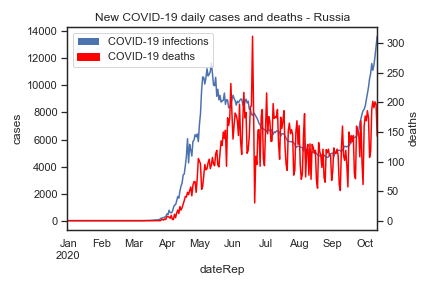 New COVID-19 daily cases and deaths - Russia
COVID-19 infections
COVID-19 deaths
14000
12000
10000
8000
6000
4000
2000
0
cases
300
250
200
150
100
50
0
deaths
Jan Feb Mar Apr May Jun Jul Aug Sep Oct
2020
dateRep